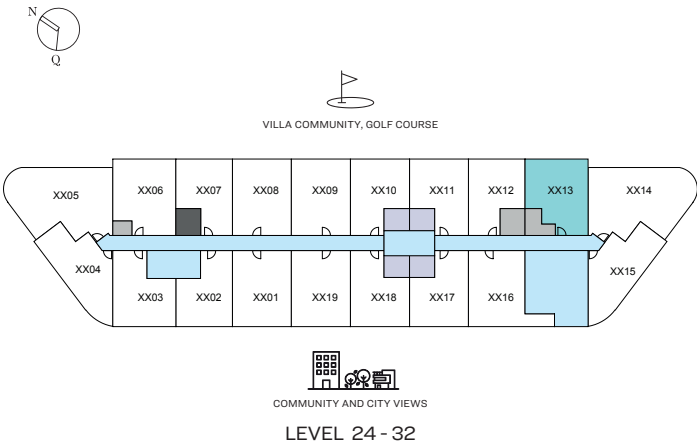 N
Q
VILLA COMMUNITY, GOLF COURSE
XX05
XX06
XX07
XX08
XX09
XX10
XX11
XX12
XX13
XX14
XX04
XX03
XX02
XX01
XX19
XX18
XX17
XX16
XX15
COMMUNITY AND CITY VIEWS
LEVEL 24 - 32